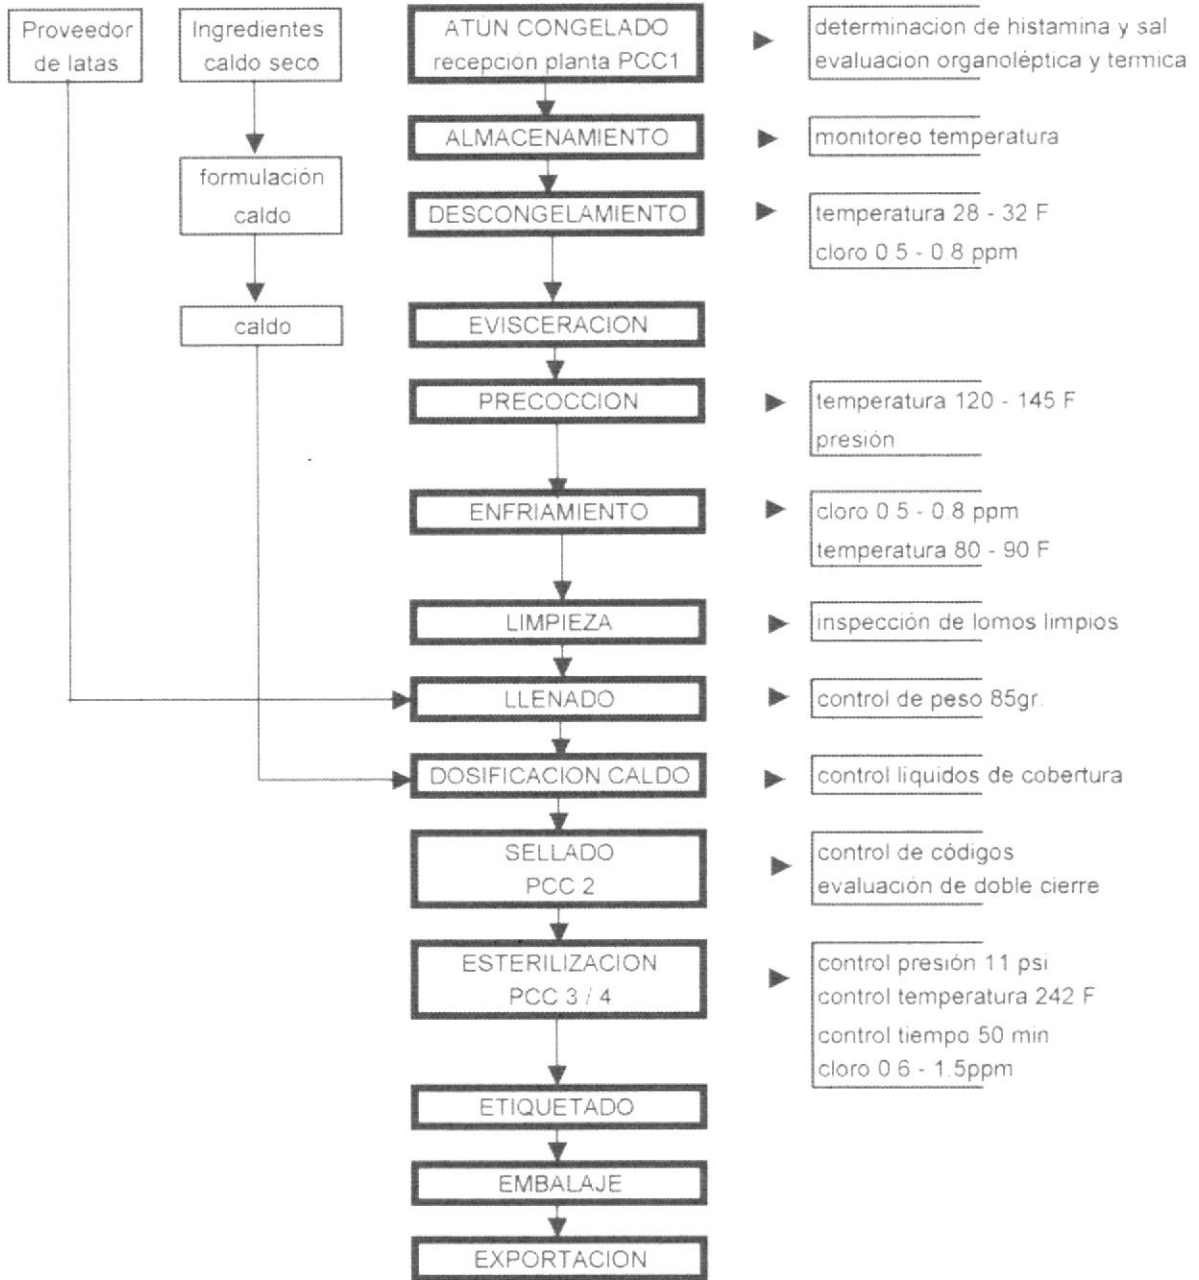 Proveedor
de latas
Ingredientes
caldo seco
formulación
caldo
caldo
ATÚN CONGELADO
recepción planta PCC1
determinacion de histamina y sal
evaluacion organoléptica y termica
ALMACENAMIENTO
monitoreo temperatura
DESCONGELAMIENTO
temperatura 28 - 32 F
cloro 0.5 - 0.8 ppm
EVISCERACION
PRECOCCION
temperatura 120 - 145 F
presión
ENFRIAMIENTO
cloro 0.5 - 0.8 ppm
temperatura 80 - 90 F
LIMPIEZA
inspección de lomos limpios
LLENADO
control de peso 85gr.
DOSIFICACION CALDO
control líquidos de cobertura
SELLADO
PCC 2
control de códigos
evaluación de doble cierre
ESTERILIZACION
PCC 3 / 4
control presión 11 psi
control temperatura 242 F
control tiempo 50 min
cloro 0.6 - 1.5ppm
ETIQUETADO
EMBALAJE
EXPORTACION